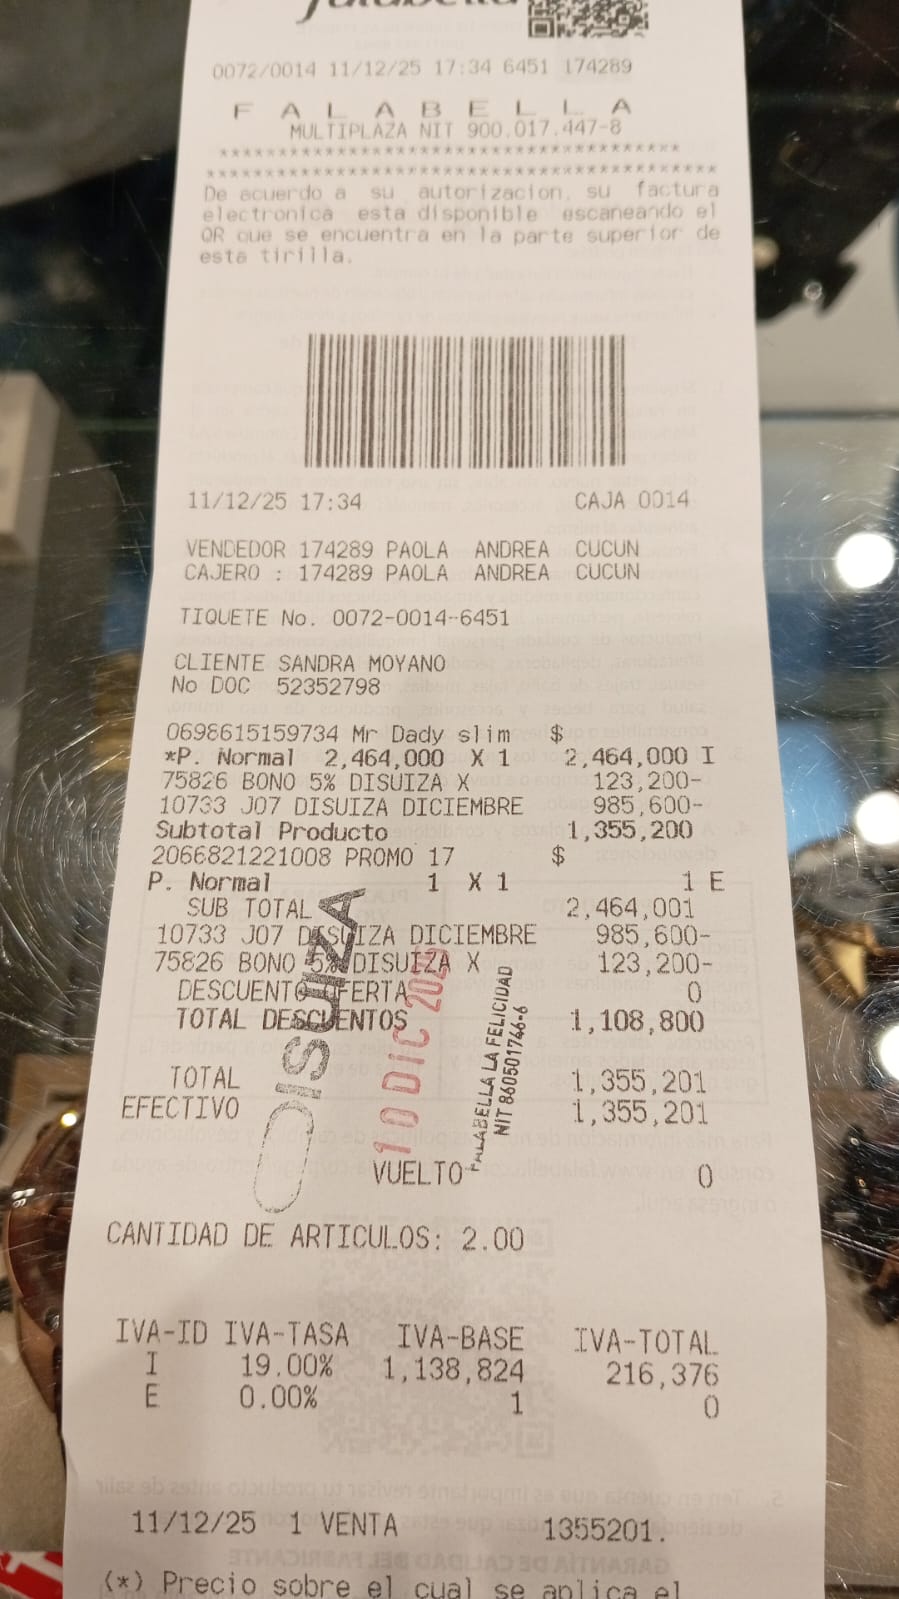 falabella
0072/0014 11/12/25 17:34 6451 174289
F A L A B E L L A
MULTIPLAZA NIT 900.017.447-8
De acuerdo a su autorizacion, su factura
electronica esta disponible escaneando el
QR que se encuentra en la parte superior de
esta tirilla.
11/12/25 17:34 CAJA 0014
VENDEDOR 174289 PAOLA ANDREA CUCUN
CAJERO : 174289 PAOLA ANDREA CUCUN
TIQUETE No. 0072-0014-6451
CLIENTE SANDRA MOYANO
No DOC 52352798
0698615159734 Mr Dady slim $
*P. Normal 2,464,000 X 1 2,464,000 I
75826 BONO 5% DISUIZA X 123,200-
10733 J07 DISUIZA DICIEMBRE 985,600-
Subtotal Producto 1,355,200
2066821221008 PROMO 17 $
P. Normal 1 X 1 1 E
SUB TOTAL 2,464,001
10733 J07 DISUIZA DICIEMBRE 985,600-
75826 BONO 5% DISUIZA X 123,200-
DESCUENTO OFERTA 0
TOTAL DESCUENTOS 1,108,800
TOTAL 1,355,201
EFECTIVO 1,355,201
VUELTO 0
DISUIZA
10 DIC
FALABELLA LA FELICIDAD
NIT 860501766-6
CANTIDAD DE ARTICULOS: 2.00
IVA-ID IVA-TASA IVA-BASE IVA-TOTAL
I 19.00% 1,138,824 216,376
E 0.00% 1 0
11/12/25 1 VENTA 1355201.
(*) Precio sobre el cual se aplica el